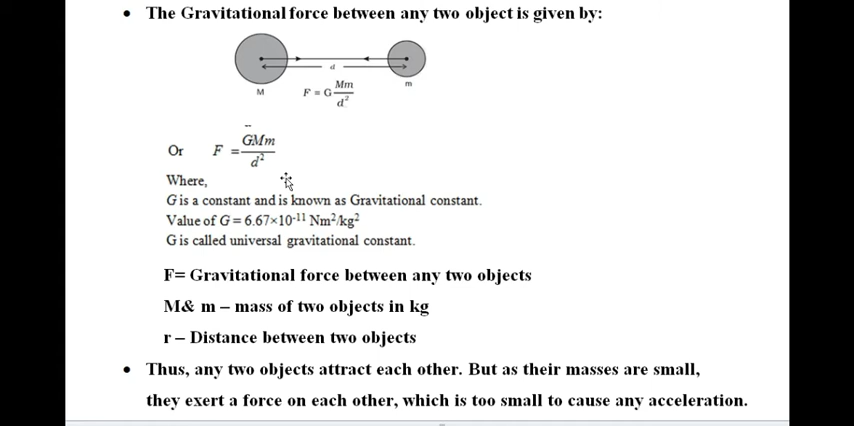 • The Gravitational force between any two object is given by:
d
M
m
F = G Mm/d²
Or F = GMm/d²
Where,
G is a constant and is known as Gravitational constant.
Value of G = 6.67×10⁻¹¹ Nm²/kg²
G is called universal gravitational constant.
F= Gravitational force between any two objects
M& m – mass of two objects in kg
r – Distance between two objects
• Thus, any two objects attract each other. But as their masses are small,
they exert a force on each other, which is too small to cause any acceleration.